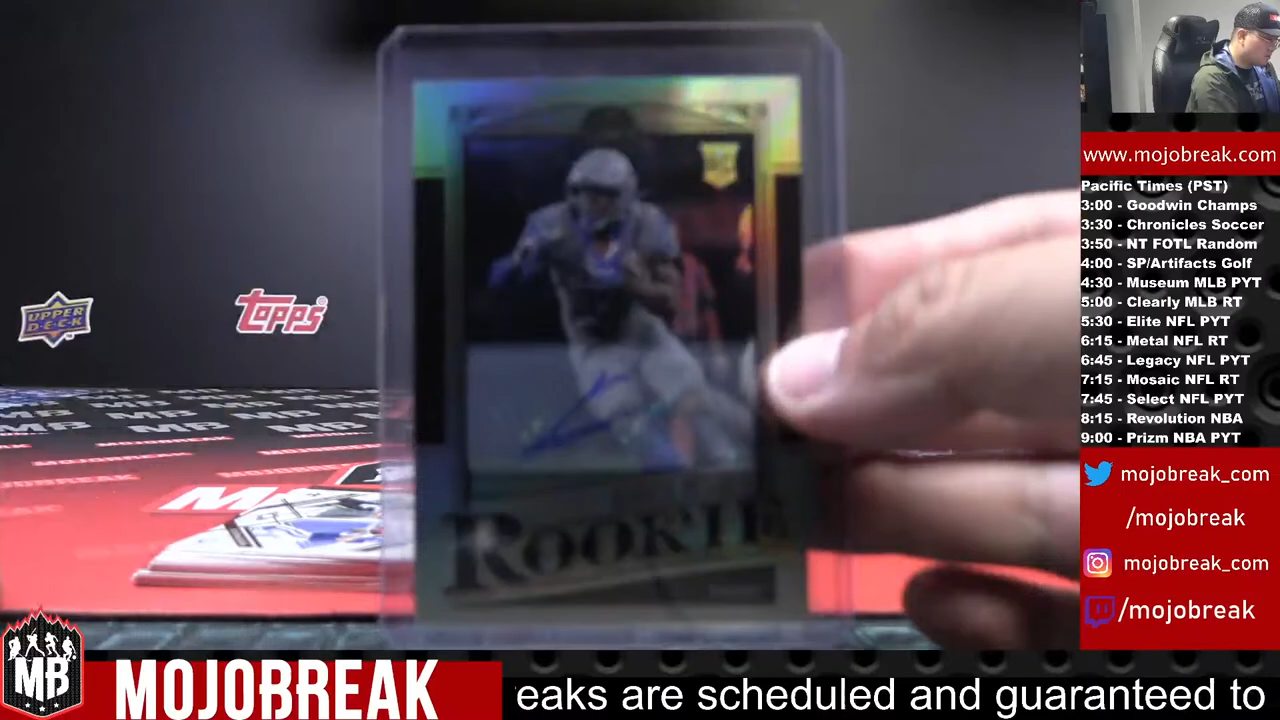 UPPER
DECK
TOPPS
RC
ROOKIE
MB
MOJOBREAK
eaks are scheduled and guaranteed to
www.mojobreak.com
Pacific Times (PST)
3:00 - Goodwin Champs
3:30 - Chronicles Soccer
3:50 - NT FOTL Random
4:00 - SP/Artifacts Golf
4:30 - Museum MLB PYT
5:00 - Clearly MLB RT
5:30 - Elite NFL PYT
6:15 - Metal NFL RT
6:45 - Legacy NFL PYT
7:15 - Mosaic NFL RT
7:45 - Select NFL PYT
8:15 - Revolution NBA
9:00 - Prizm NBA PYT
mojobreak_com
/mojobreak
mojobreak_com
/mojobreak